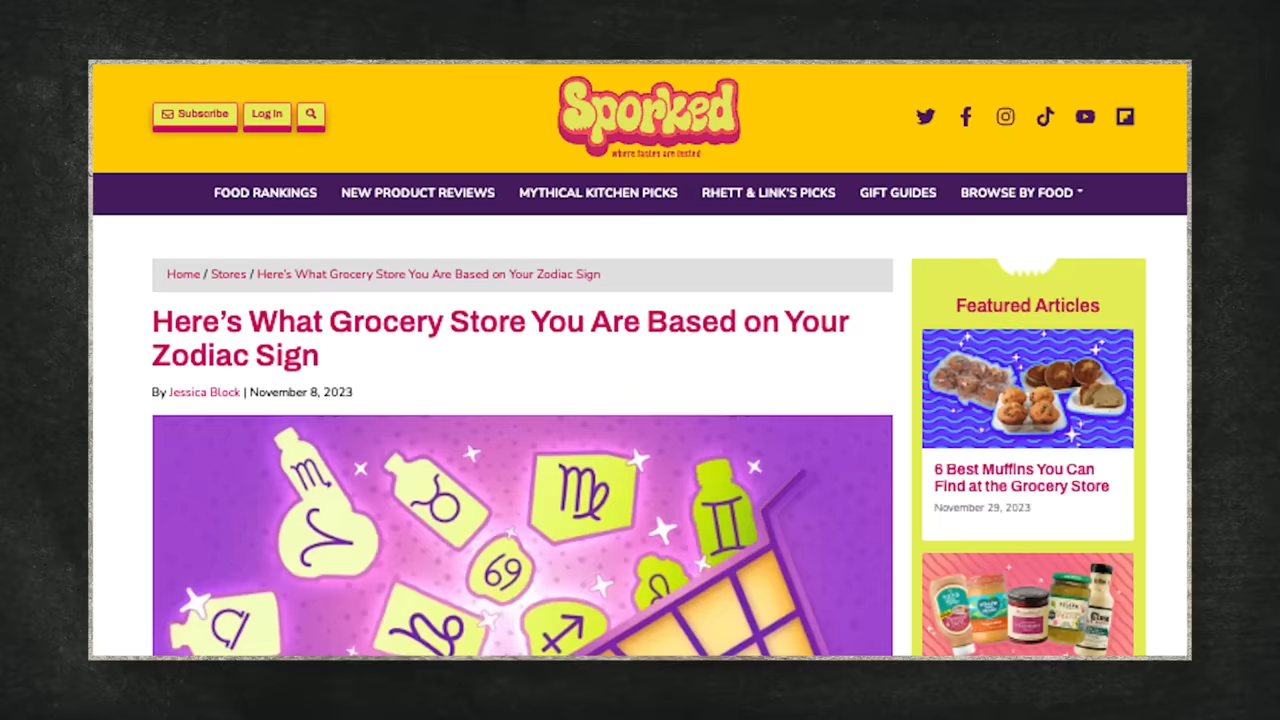 Subscribe
Log In
Sporked
where tastes are tested
FOOD RANKINGS
NEW PRODUCT REVIEWS
MYTHICAL KITCHEN PICKS
RHETT & LINK'S PICKS
GIFT GUIDES
BROWSE BY FOOD
Home / Stores / Here's What Grocery Store You Are Based on Your Zodiac Sign
Here's What Grocery Store You Are Based on Your
Zodiac Sign
By Jessica Block | November 8, 2023
Featured Articles
6 Best Muffins You Can
Find at the Grocery Store
November 29, 2023